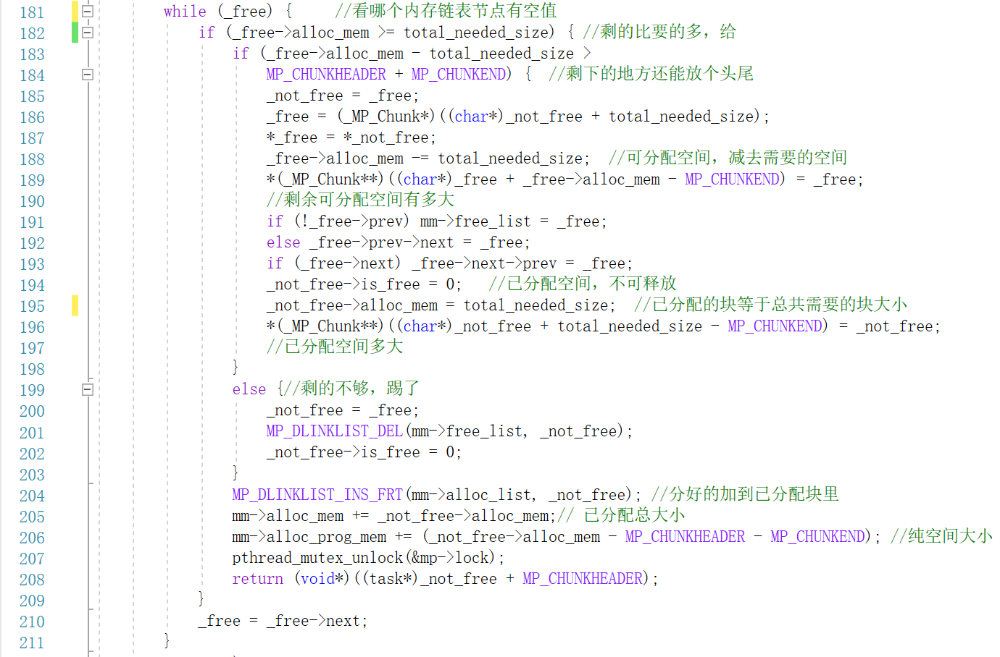 181 while (_free) { //看哪个内存链表节点有空值
182 if (_free->alloc_mem >= total_needed_size) { //剩的比要的多，给
183 if (_free->alloc_mem - total_needed_size >
184 MP_CHUNKHEADER + MP_CHUNKEND) { //剩下的地方还能放个头尾
185 _not_free = _free;
186 _free = (_MP_Chunk*)((char*)_not_free + total_needed_size);
187 *_free = *_not_free;
188 _free->alloc_mem -= total_needed_size; //可分配空间，减去需要的空间
189 *(_MP_Chunk**)((char*)_free + _free->alloc_mem - MP_CHUNKEND) = _free;
190 //剩余可分配空间有多大
191 if (!_free->prev) mm->free_list = _free;
192 else _free->prev->next = _free;
193 if (_free->next) _free->next->prev = _free;
194 _not_free->is_free = 0; //已分配空间，不可释放
195 _not_free->alloc_mem = total_needed_size; //已分配的块等于总共需要的块大小
196 *(_MP_Chunk**)((char*)_not_free + total_needed_size - MP_CHUNKEND) = _not_free;
197 //已分配空间多大
198 }
199 else {//剩的不够，踢了
200 _not_free = _free;
201 MP_DLINKLIST_DEL(mm->free_list, _not_free);
202 _not_free->is_free = 0;
203 }
204 MP_DLINKLIST_INS_FRT(mm->alloc_list, _not_free); //分好的加到已分配块里
205 mm->alloc_mem += _not_free->alloc_mem;// 已分配总大小
206 mm->alloc_prog_mem += (_not_free->alloc_mem - MP_CHUNKHEADER - MP_CHUNKEND); //纯空间大小
207 pthread_mutex_unlock(&mp->lock);
208 return (void*)((task*)_not_free + MP_CHUNKHEADER);
209 }
210 _free = _free->next;
211 }